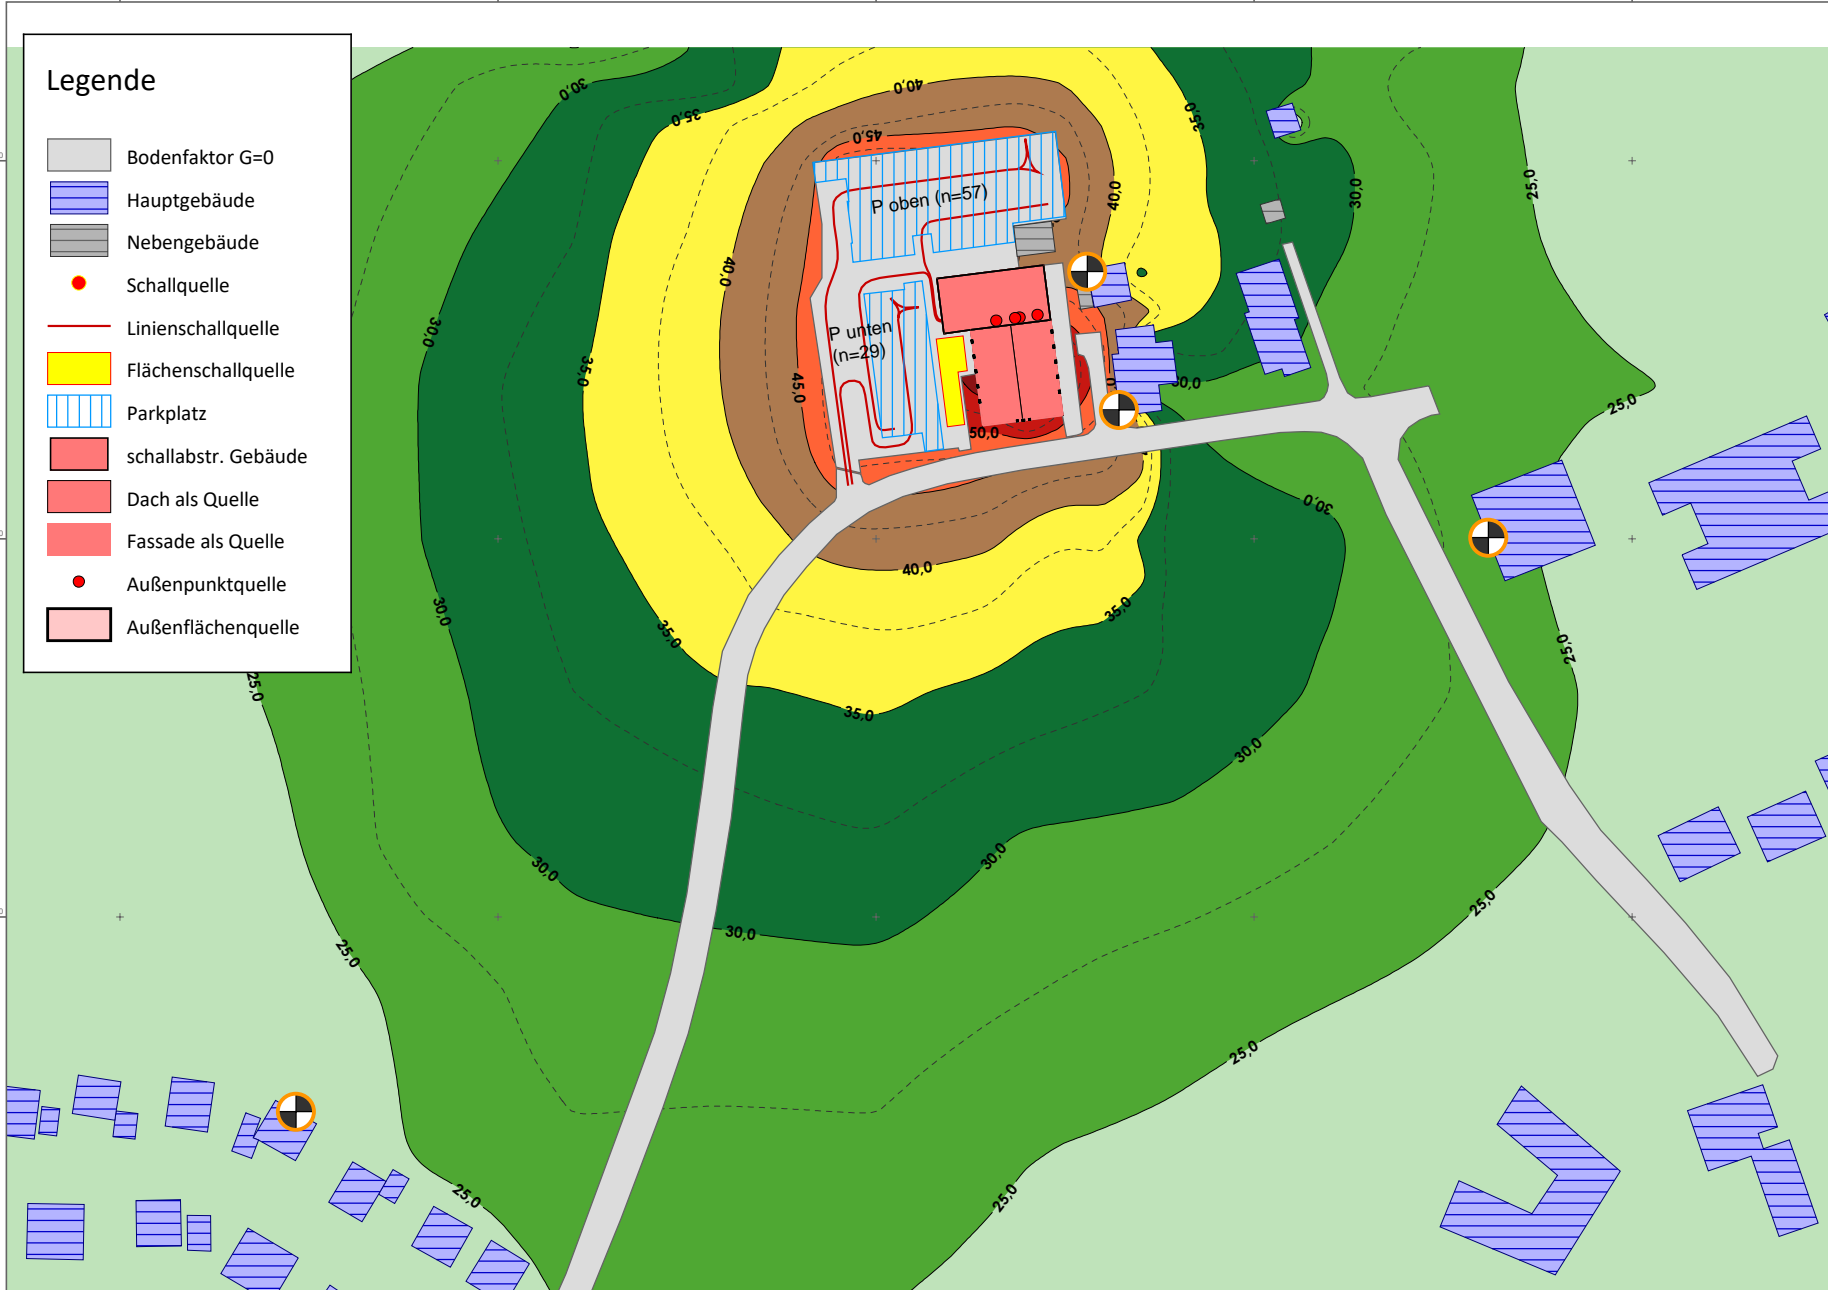 Legende
Bodenfaktor G=0
Hauptgebäude
Nebengebäude
Schallquelle
Linienschallquelle
Flächenschallquelle
Parkplatz
schallabstr. Gebäude
Dach als Quelle
Fassade als Quelle
Außenpunktquelle
Außenflächenquelle
30,0
35,0
40,0
45,0
35,0
40,0
30,0
25,0
P oben (n=57)
P unten
(n=29)
30,0
35,0
40,0
45,0
50,0
30,0
25,0
30,0
40,0
35,0
30,0
35,0
25,0
25,0
35,0
30,0
30,0
30,0
30,0
25,0
25,0
25,0
25,0
25,0